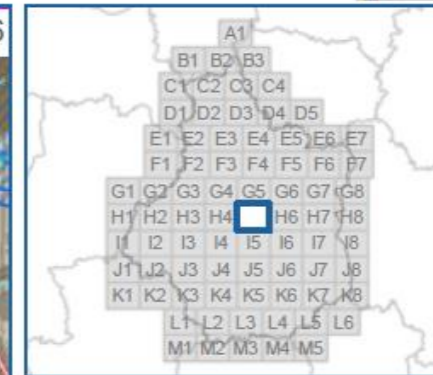 6
A1
B1 B2 B3
C1 C2 C3 C4
D1 D2 D3 D4 D5
E1 E2 E3 E4 E5 E6 E7
F1 F2 F3 F4 F5 F6 F7
G1 G2 G3 G4 G5 G6 G7 G8
H1 H2 H3 H4 H6 H7 H8
I1 I2 I3 I4 I5 I6 I7 I8
J1 J2 J3 J4 J5 J6 J7 J8
K1 K2 K3 K4 K5 K6 K7 K8
L1 L2 L3 L4 L5 L6
M1 M2 M3 M4 M5